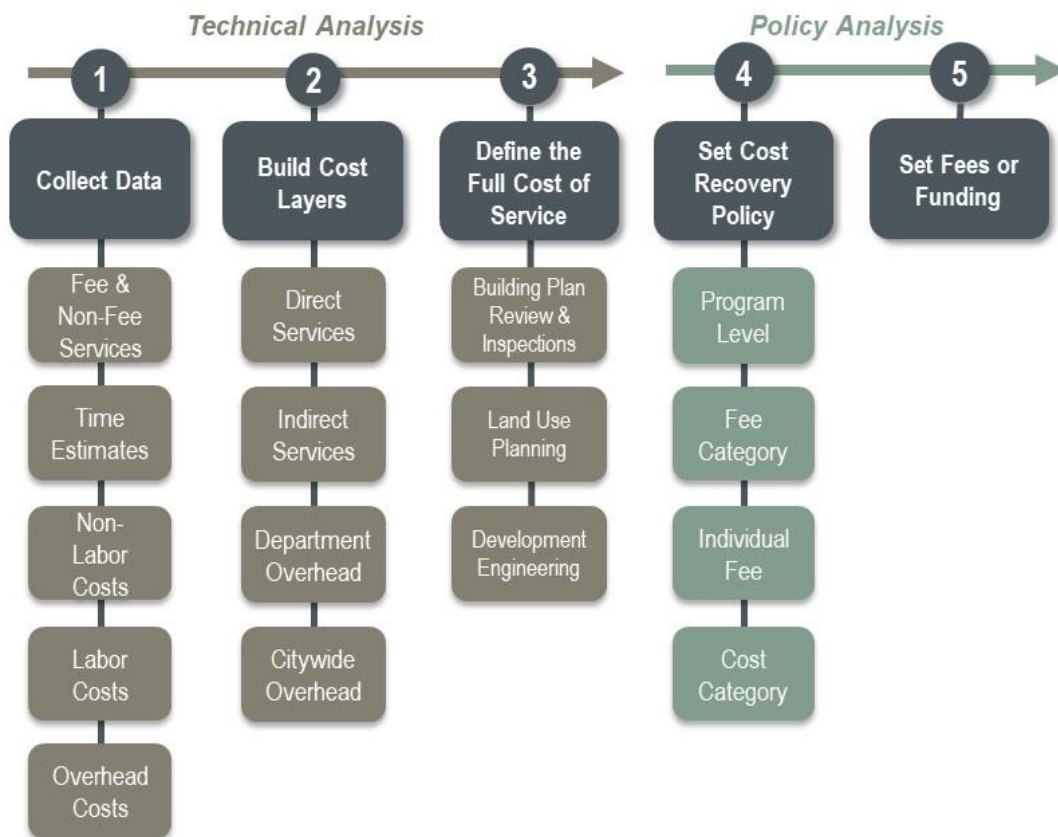 Technical Analysis
Policy Analysis
1
2
3
4
5
Collect Data
Build Cost
Layers
Define the
Full Cost of
Service
Set Cost
Recovery
Policy
Set Fees or
Funding
Fee &
Non-Fee
Services
Time
Estimates
Non-
Labor
Costs
Labor
Costs
Overhead
Costs
Direct
Services
Indirect
Services
Department
Overhead
Citywide
Overhead
Building Plan
Review &
Inspections
Land Use
Planning
Development
Engineering
Program
Level
Fee
Category
Individual
Fee
Cost
Category